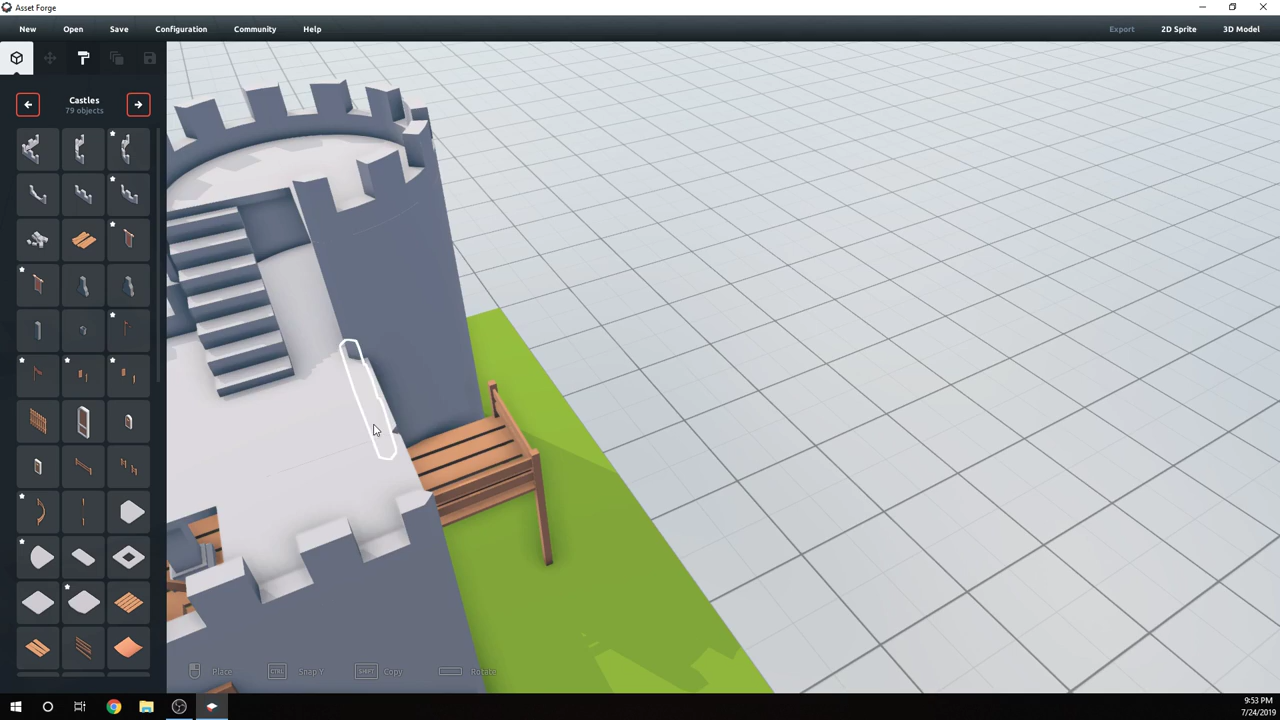 Asset Forge
New Open Save Configuration Community Help Export 2D Sprite 3D Model
Castles
79 objects
Place CTRL Snap Y SHIFT Copy Rotate
9:53 PM
7/24/2019